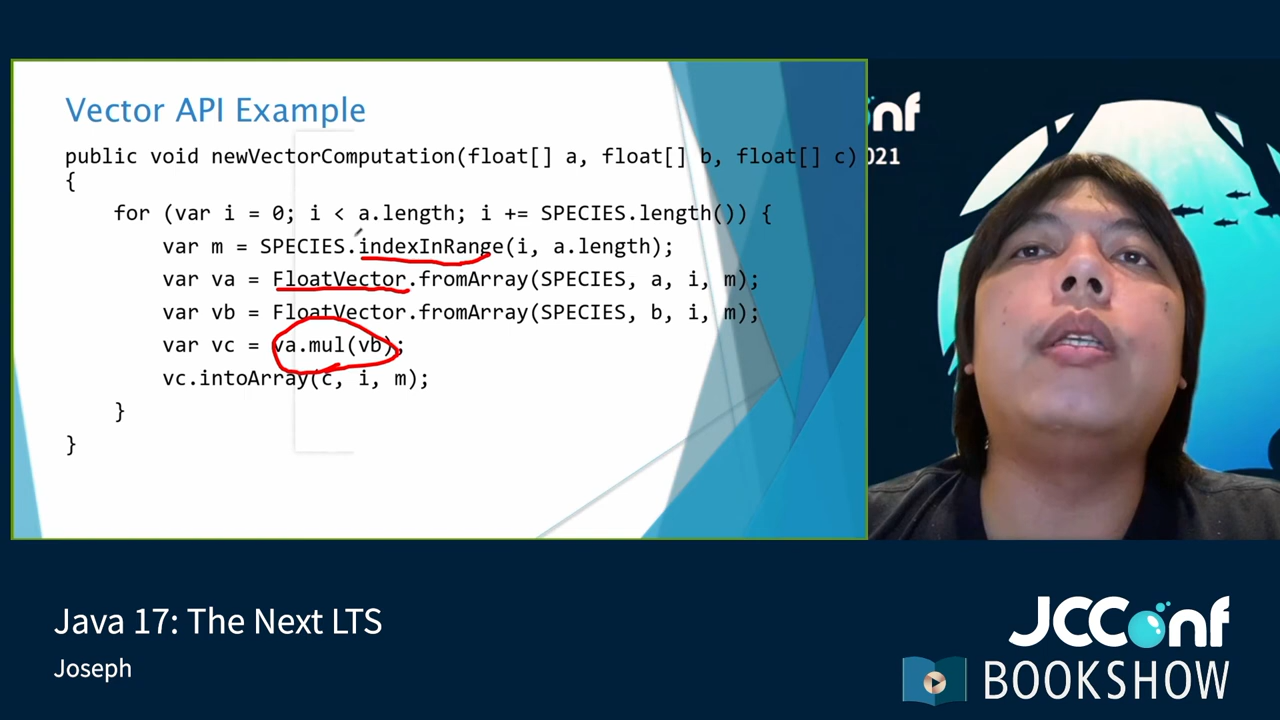 Vector API Example
public void newVectorComputation(float[] a, float[] b, float[] c)
{
for (var i = 0; i < a.length; i += SPECIES.length()) {
var m = SPECIES.indexInRange(i, a.length);
var va = FloatVector.fromArray(SPECIES, a, i, m);
var vb = FloatVector.fromArray(SPECIES, b, i, m);
var vc = va.mul(vb);
vc.intoArray(c, i, m);
}
}
nf
021
Java 17: The Next LTS
Joseph
JCConf
BOOKSHOW